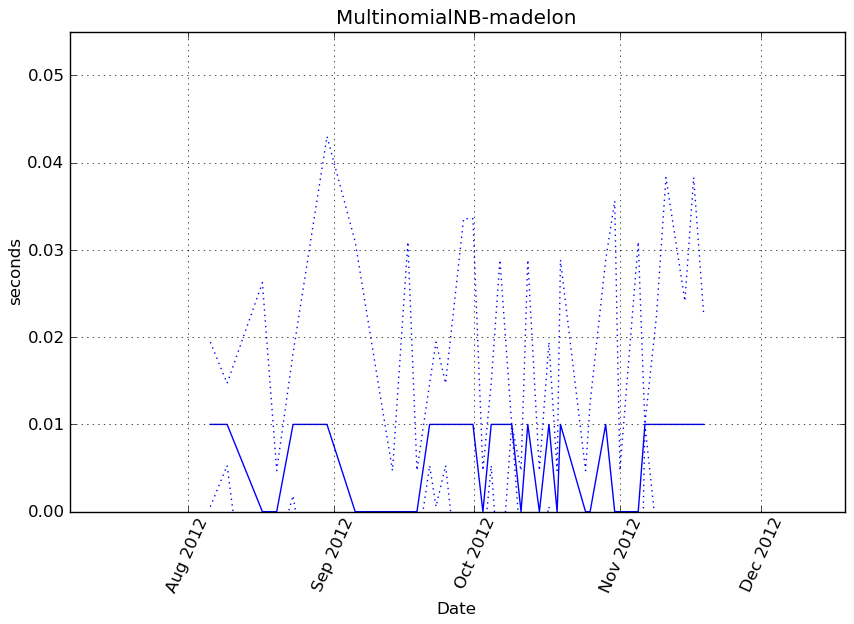 MultinomialNB-madelon
0.05
0.04
0.03
0.02
0.01
0.00
seconds
Aug 2012
Sep 2012
Oct 2012
Nov 2012
Dec 2012
Date